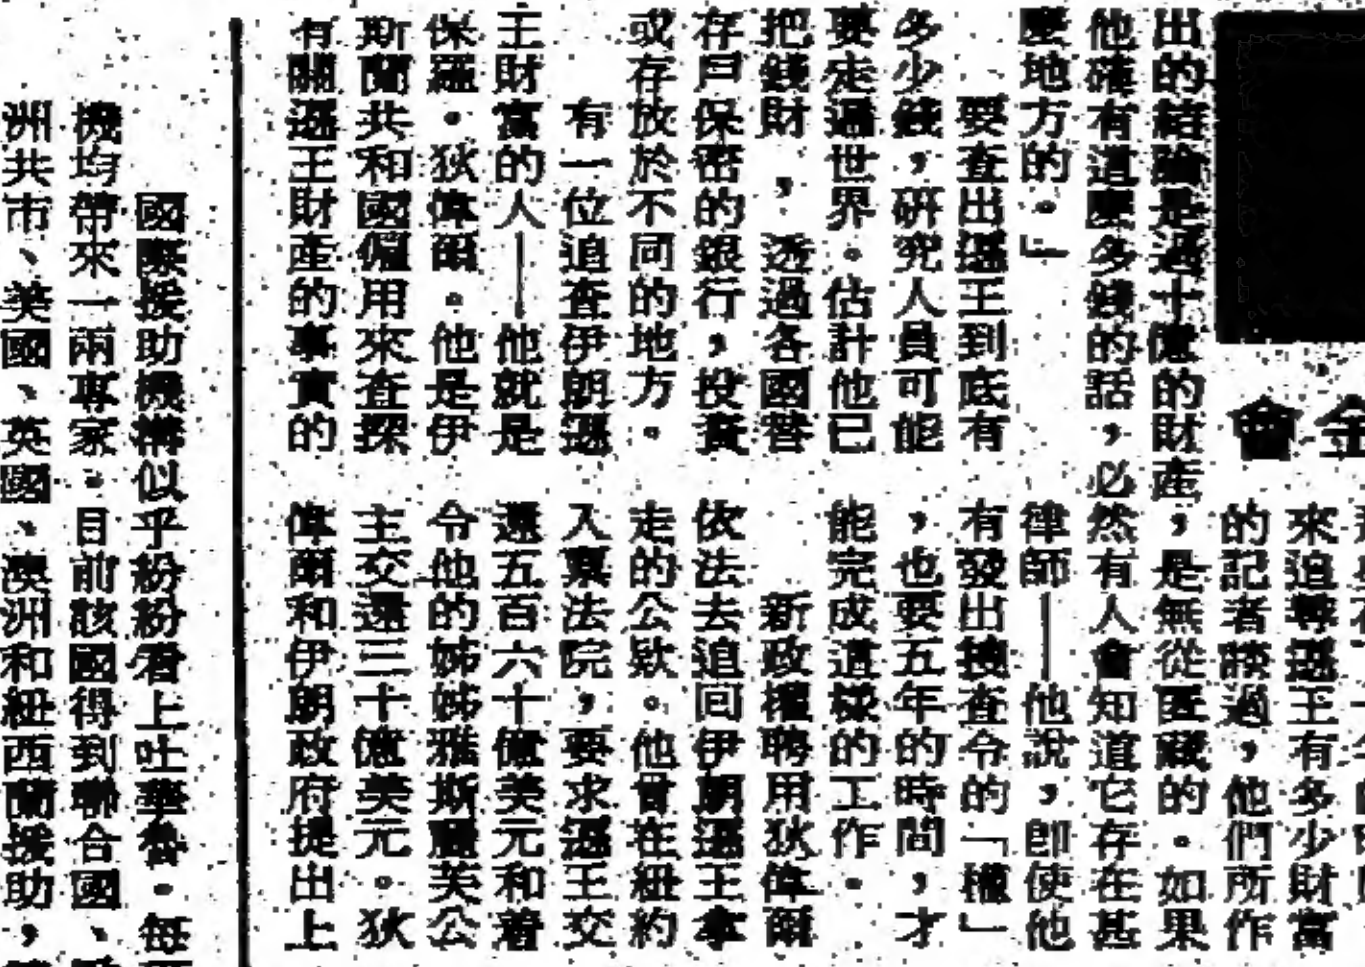 金會
來追尋遜王有多少財富
的記者談過，他們所作
出的結論是過十億的財產，是無從匿藏的。如果
他確有這麼多錢的話，必然有人會知道它存在甚
麼地方的。」
要查出遜王到底有
多少錢，研究人員可能
要走遍世界。估計他已
把錢財，透過各國替
存戶保密的銀行，投資
或存放於不同的地方。
有一位追查伊朗遜
王財富的人——他就是
保羅・狄偉爾。他是伊
斯蘭共和國僱用來查探
有關遜王財產的事實的
律師——他說，即使他
有發出搜查令的「權」
，也要五年的時間，才
能完成這樣的工作。
新政權聘用狄偉爾
依法去追回伊朗遜王拿
走的公欵。他曾在紐約
入稟法院，要求遜王交
還五百六十億美元和着
令他的姊姊雅斯麗芙公
主交還三十億美元。狄
偉爾和伊朗政府提出上
國際援助機構似乎紛紛看上吐華魯。每
機均帶來一兩專家。目前該國得到聯合國、
洲共市、美國、英國、澳洲和紐西蘭援助，